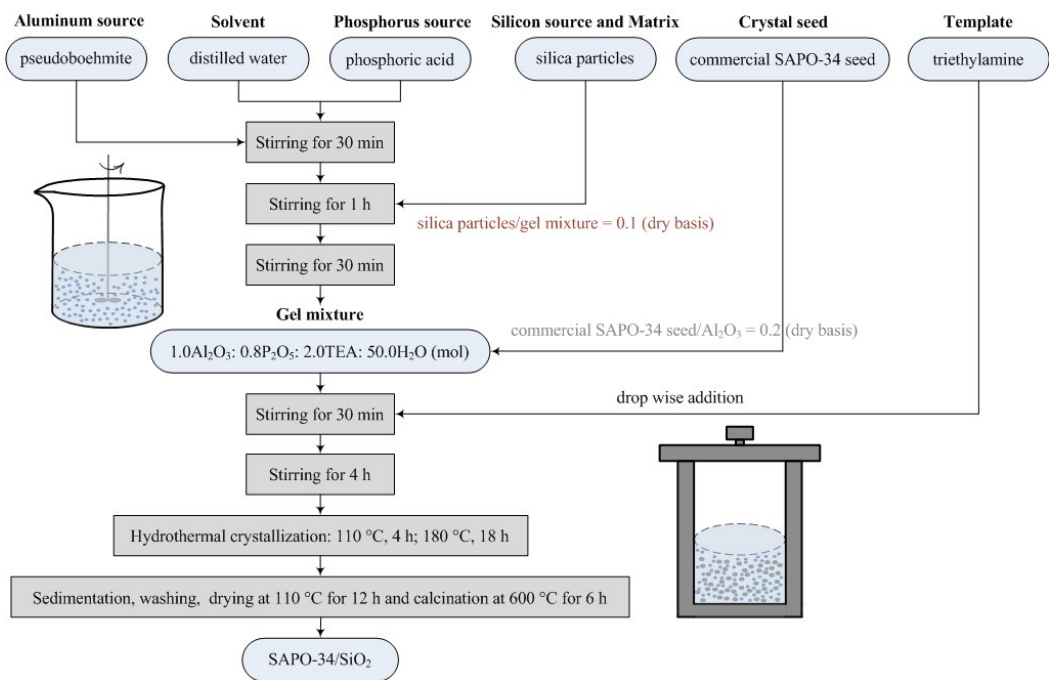 Aluminum source
Solvent
Phosphorus source
Silicon source and Matrix
Crystal seed
Template
pseudoboehmite
distilled water
phosphoric acid
silica particles
commercial SAPO-34 seed
triethylamine
Stirring for 30 min
Stirring for 1 h
silica particles/gel mixture = 0.1 (dry basis)
Stirring for 30 min
Gel mixture
commercial SAPO-34 seed/Al₂O₃ = 0.2 (dry basis)
1.0Al₂O₃: 0.8P₂O₅: 2.0TEA: 50.0H₂O (mol)
drop wise addition
Stirring for 30 min
Stirring for 4 h
Hydrothermal crystallization: 110 °C, 4 h; 180 °C, 18 h
Sedimentation, washing, drying at 110 °C for 12 h and calcination at 600 °C for 6 h
SAPO-34/SiO₂